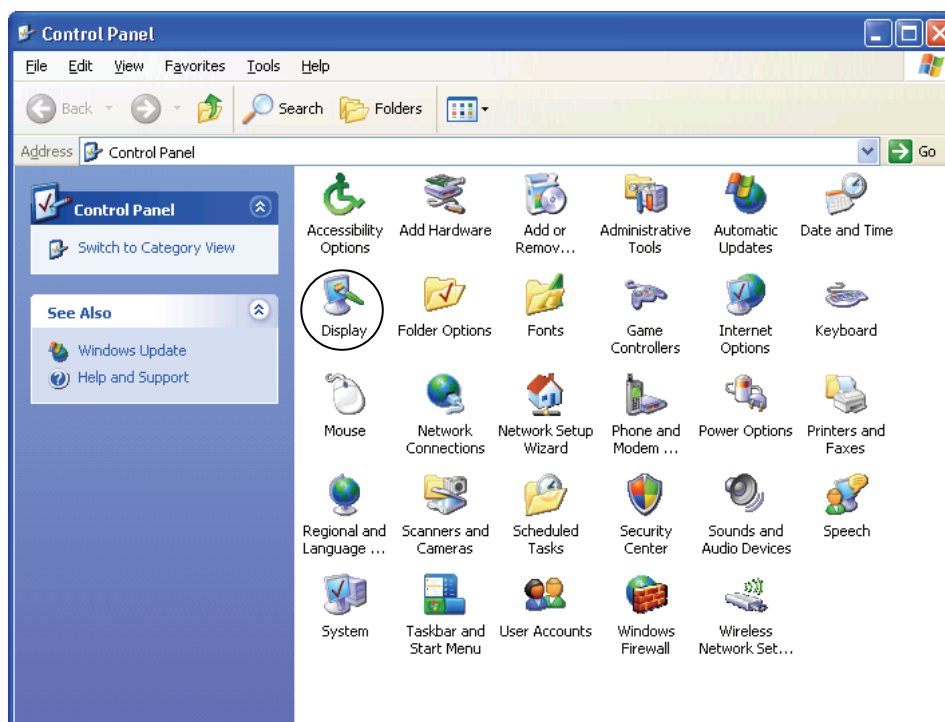 Control Panel
File Edit View Favorites Tools Help
Back Search Folders
Address Control Panel Go
Control Panel
Switch to Category View
See Also
Windows Update
Help and Support
Accessibility Options
Add Hardware
Add or Remov...
Administrative Tools
Automatic Updates
Date and Time
Display
Folder Options
Fonts
Game Controllers
Internet Options
Keyboard
Mouse
Network Connections
Network Setup Wizard
Phone and Modem ...
Power Options
Printers and Faxes
Regional and Language ...
Scanners and Cameras
Scheduled Tasks
Security Center
Sounds and Audio Devices
Speech
System
Taskbar and Start Menu
User Accounts
Windows Firewall
Wireless Network Set...